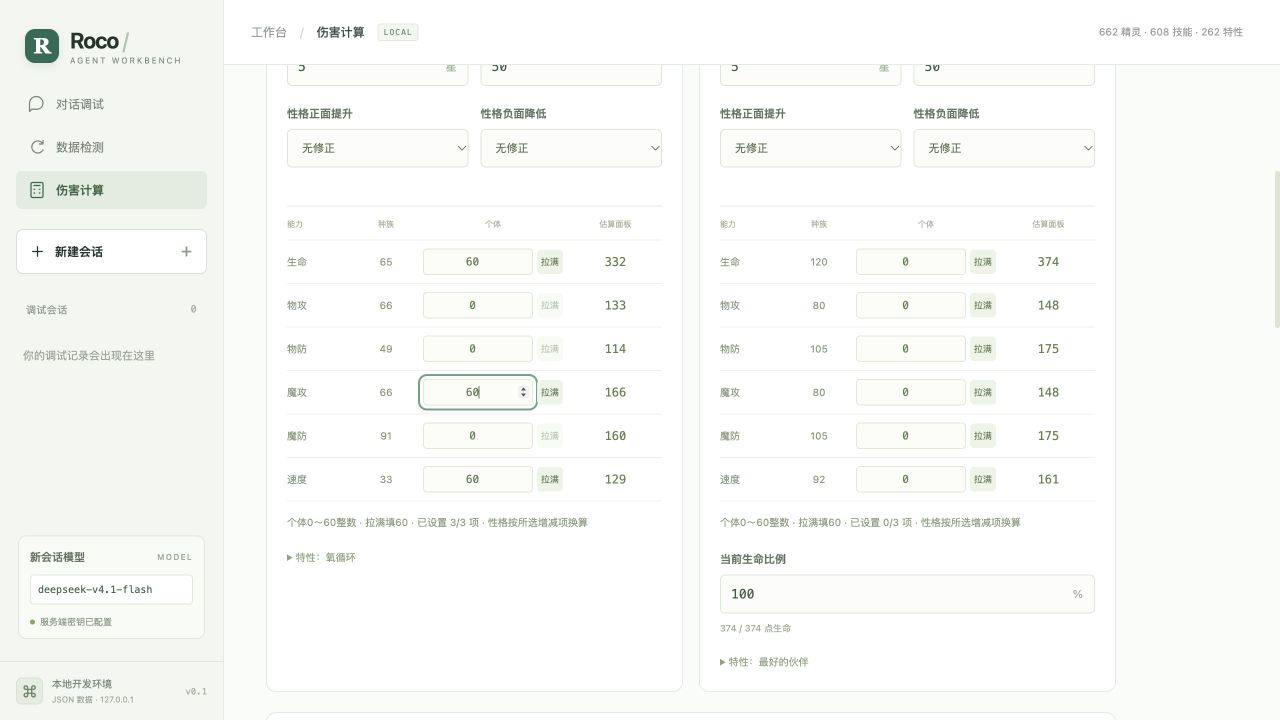 R Roco /
AGENT WORKBENCH
对话调试
数据检测
伤害计算
新建会话 +
调试会话 0
你的调试记录会出现在这里
新会话模型 MODEL
deepseek-v4.1-flash
服务端密钥已配置
本地开发环境
JSON 数据 · 127.0.0.1
v0.1
工作台 / 伤害计算 LOCAL
662 精灵 · 608 技能 · 262 特性
5 星 50
性格正面提升 性格负面降低
无修正 无修正
能力 种族 个体 估算面板
生命 65 60 拉满 332
物攻 66 0 拉满 133
物防 49 0 拉满 114
魔攻 66 60 拉满 166
魔防 91 0 拉满 160
速度 33 60 拉满 129
个体0～60整数 · 拉满填60 · 已设置 3/3 项 · 性格按所选增减项换算
特性：氧循环
5 星 50
性格正面提升 性格负面降低
无修正 无修正
能力 种族 个体 估算面板
生命 120 0 拉满 374
物攻 80 0 拉满 148
物防 105 0 拉满 175
魔攻 80 0 拉满 148
魔防 105 0 拉满 175
速度 92 0 拉满 161
个体0～60整数 · 拉满填60 · 已设置 0/3 项 · 性格按所选增减项换算
当前生命比例
100 %
374 / 374 点生命
特性：最好的伙伴